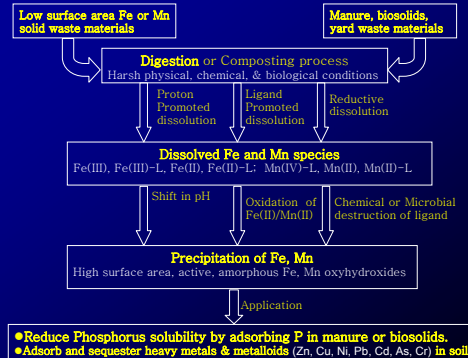 Low surface area Fe or Mn
solid waste materials
Manure, biosolids,
yard waste materials
Digestion or Composting process
Harsh physical, chemical, & biological conditions
Proton
Promoted
dissolution
Ligand
Promoted
dissolution
Reductive
dissolution
Dissolved Fe and Mn species
Fe(III), Fe(III)-L, Fe(II), Fe(II)-L; Mn(IV)-L, Mn(II), Mn(II)-L
Shift in pH
Oxidation of
Fe(II)/Mn(II)
Chemical or Microbial
destruction of ligand
Precipitation of Fe, Mn
High surface area, active, amorphous Fe, Mn oxyhydroxides
Application
●Reduce Phosphorus solubility by adsorbing P in manure or biosolids.
●Adsorb and sequester heavy metals & metalloids (Zn, Cu, Ni, Pb, Cd, As, Cr) in soil